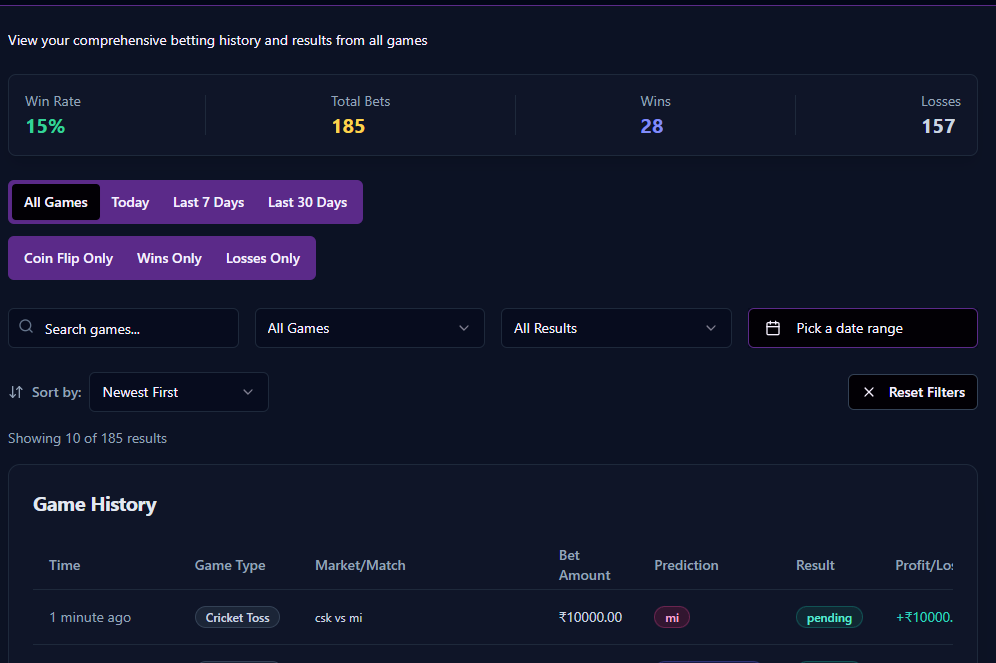 View your comprehensive betting history and results from all games
Win Rate
15%
Total Bets
185
Wins
28
Losses
157
All Games Today Last 7 Days Last 30 Days
Coin Flip Only Wins Only Losses Only
Search games...
All Games
All Results
Pick a date range
Sort by: Newest First
Reset Filters
Showing 10 of 185 results
Game History
Time Game Type Market/Match Bet Amount Prediction Result Profit/Los
1 minute ago Cricket Toss csk vs mi ₹10000.00 mi pending +₹10000.